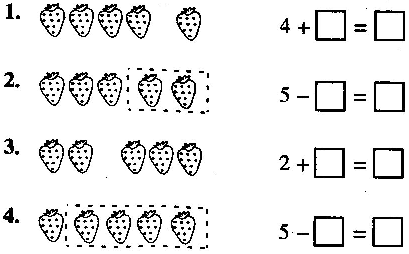 1. 4 + □ = □
2. 5 – □ = □
3. 2 + □ = □
4. 5 – □ = □